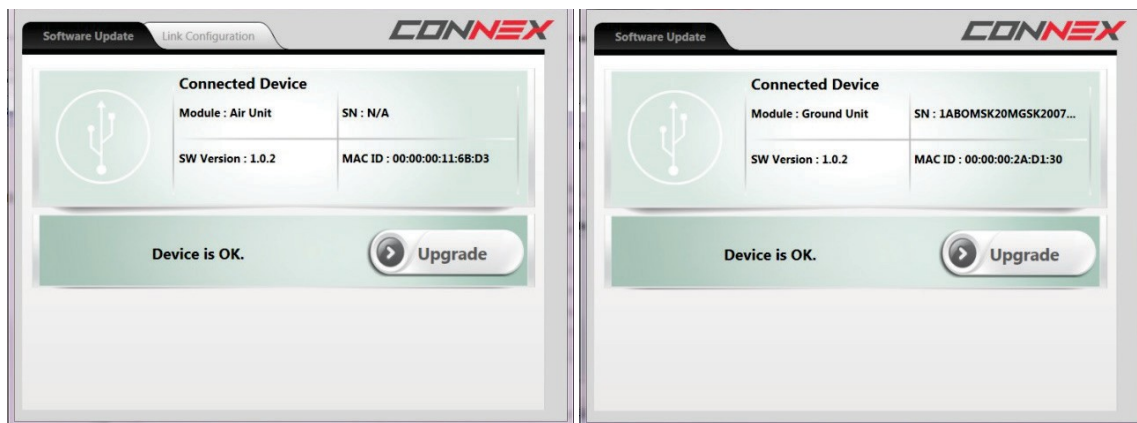 Software Update
Link Configuration
CONNEX
Connected Device
Module : Air Unit
SN : N/A
SW Version : 1.0.2
MAC ID : 00:00:00:11:6B:D3
Device is OK.
Upgrade
Software Update
CONNEX
Connected Device
Module : Ground Unit
SN : 1ABOMSK20MGSK2007...
SW Version : 1.0.2
MAC ID : 00:00:00:2A:D1:30
Device is OK.
Upgrade